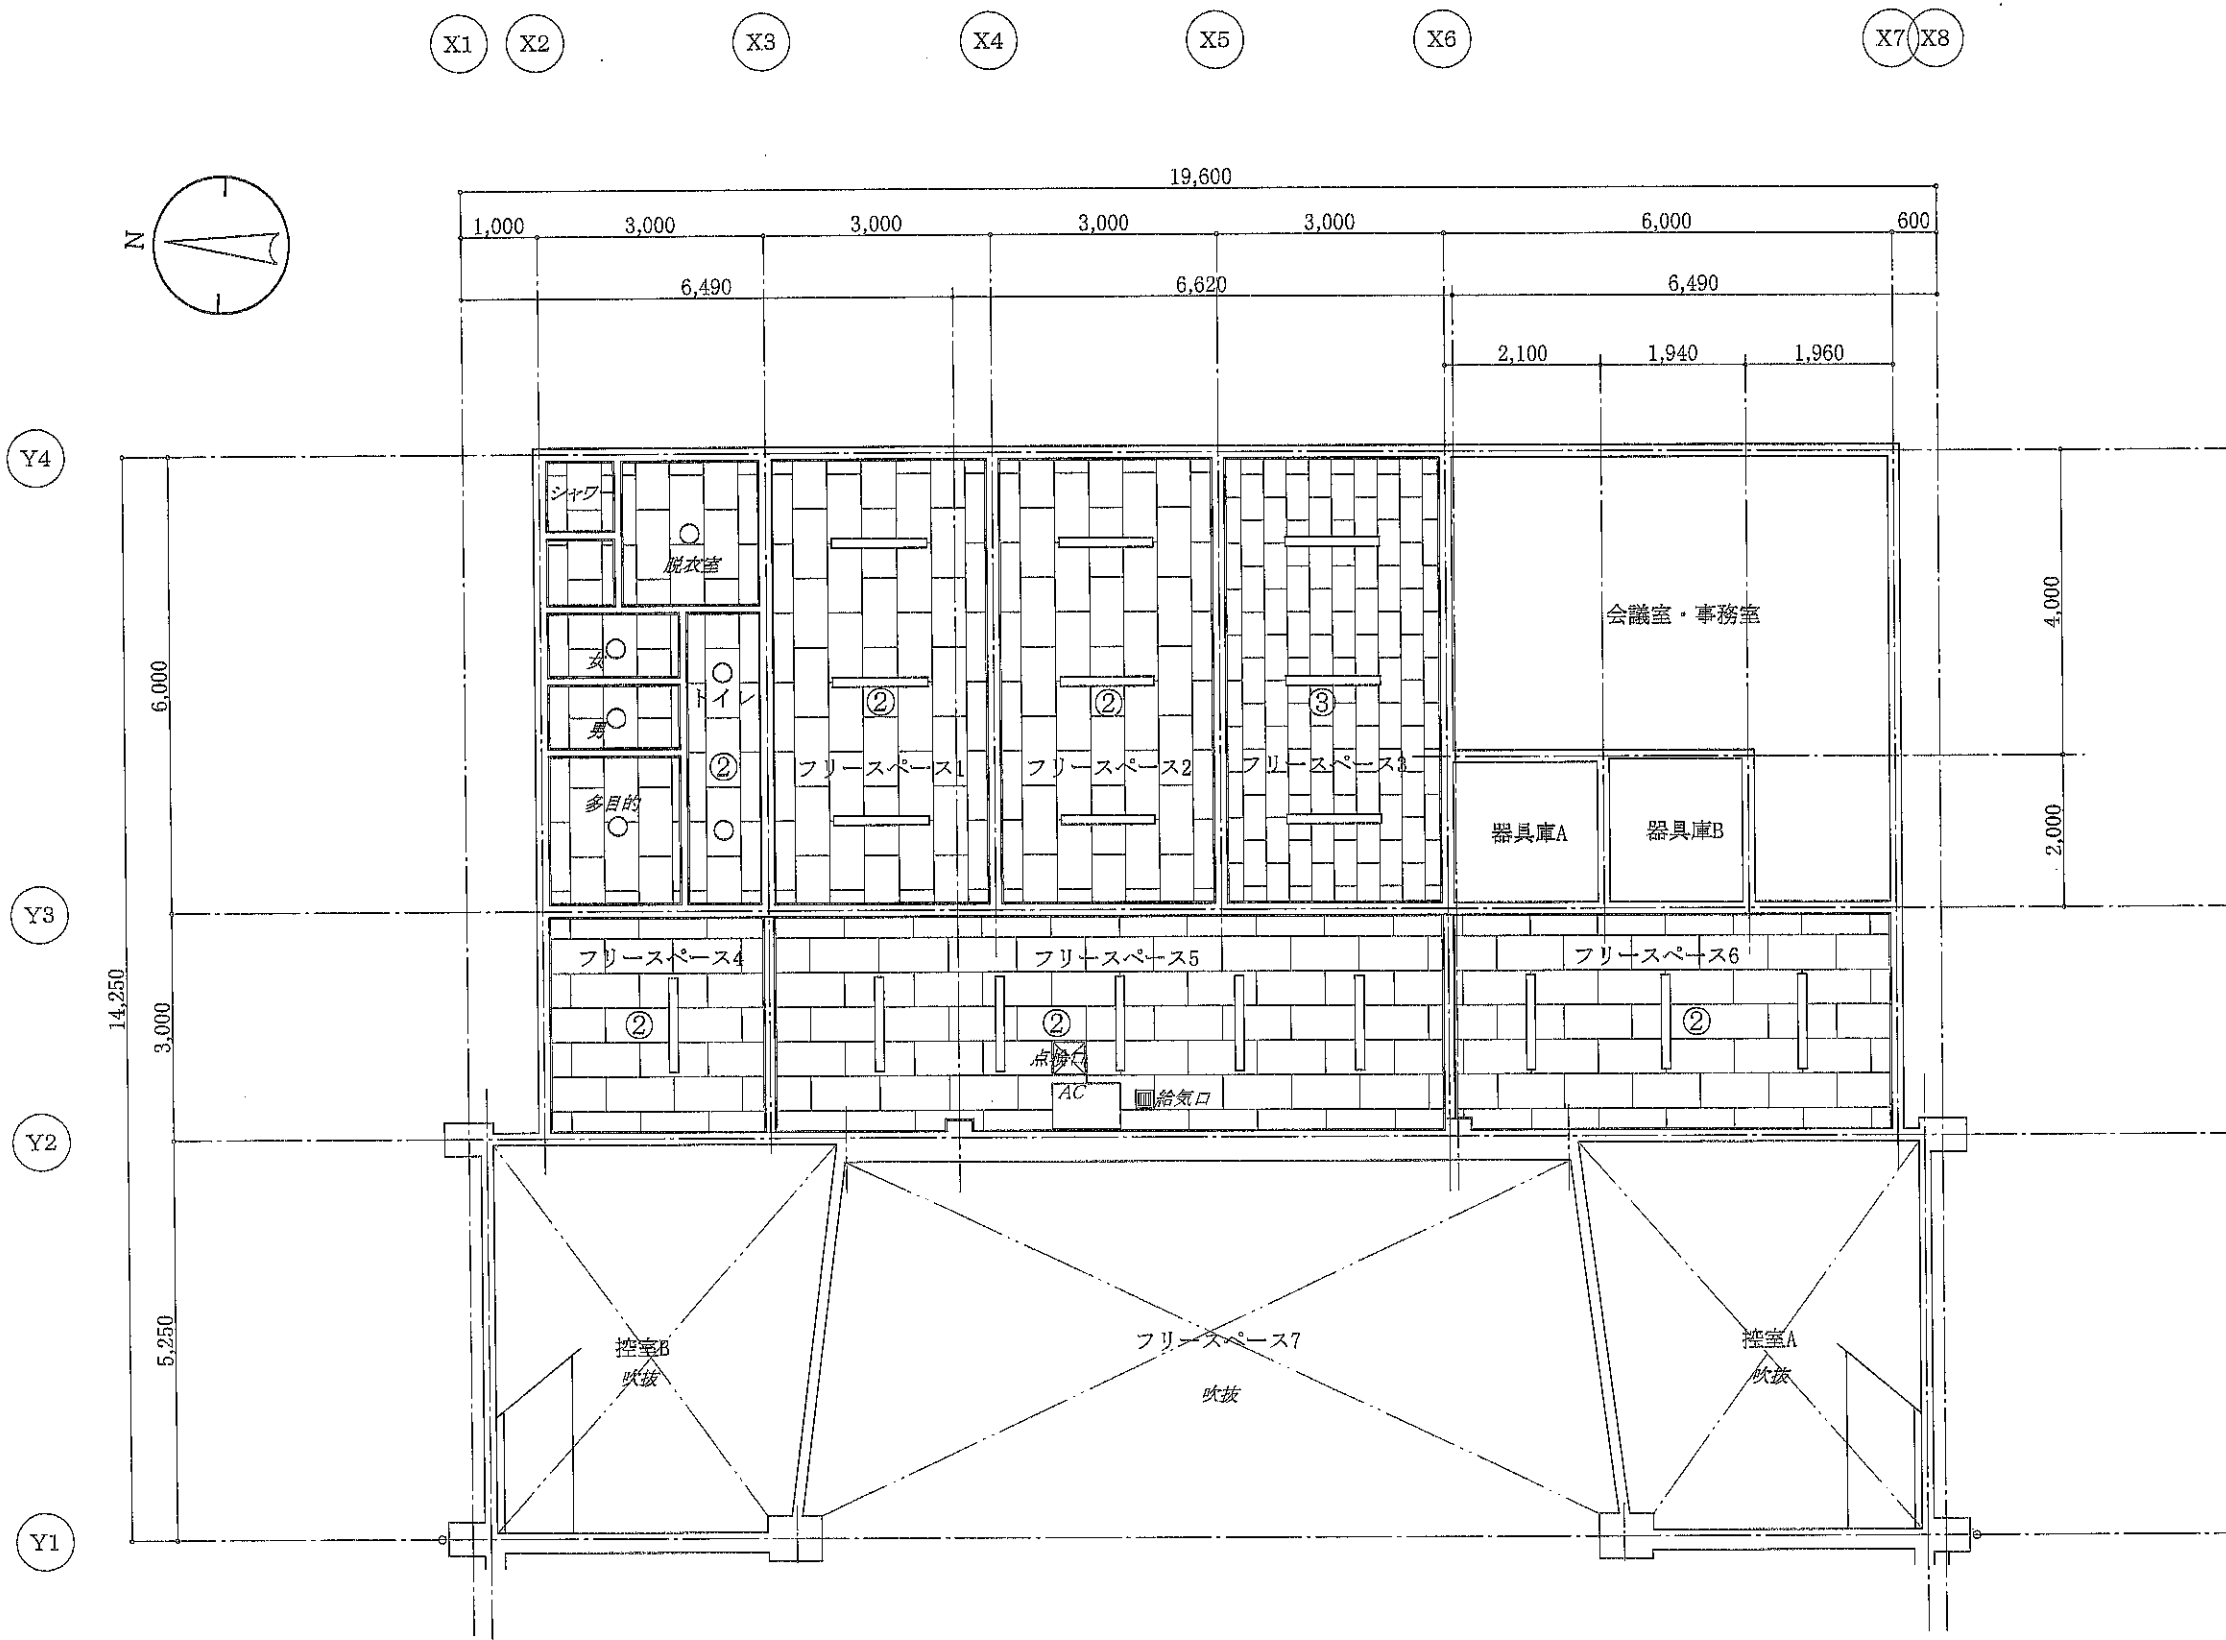 X1 X2 X3 X4 X5 X6 X7 X8
N
19,600
1,000 3,000 3,000 3,000 3,000 6,000 600
6,490 6,620 6,490
2,100 1,940 1,960
Y4
シャワー
脱衣室
4,000
会議室・事務室
6,000
女
トイレ
男
② ② ③
②
フリースペース1 フリースペース2 フリースペース3
多目的
器具庫A 器具庫B
2,000
Y3
フリースペース4 フリースペース5 フリースペース6
14,250
3,000
② ② ②
点検口
AC
給気口
Y2
5,250
控室B フリースペース7 控室A
吹抜 吹抜 吹抜
Y1